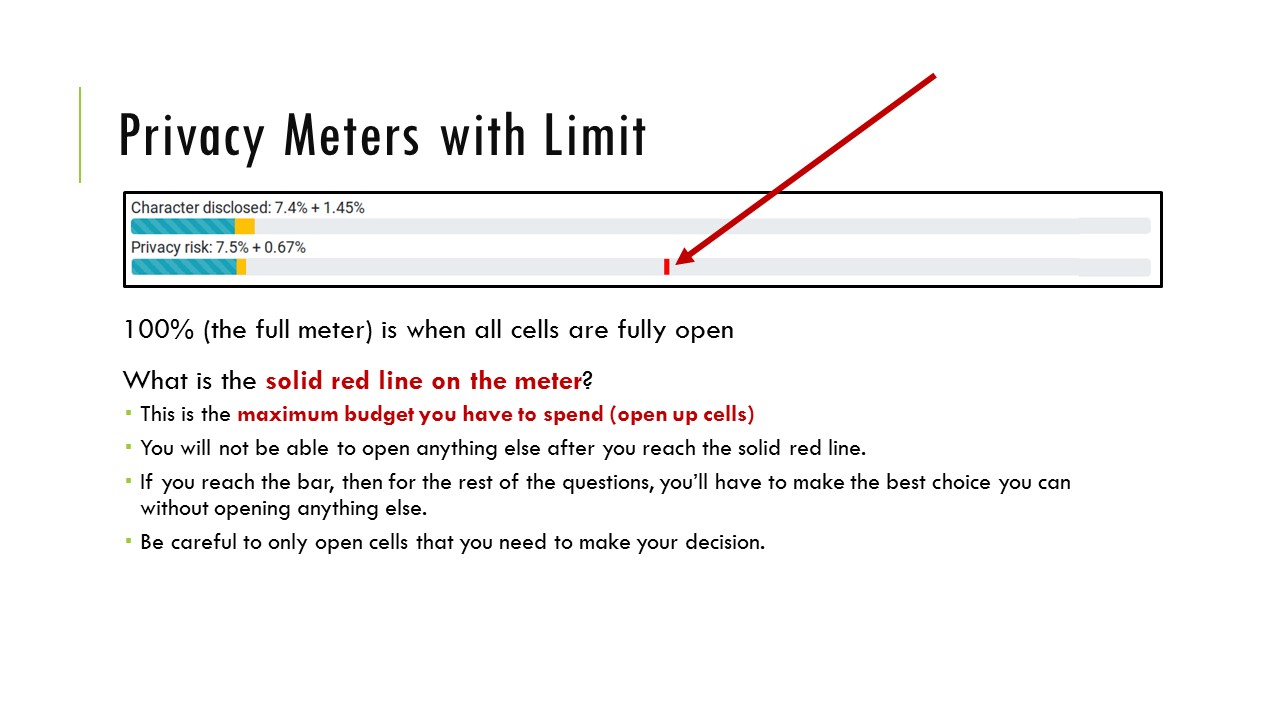 Privacy Meters with Limit
Character disclosed: 7.4% + 1.45%
Privacy risk: 7.5% + 0.67%
100% (the full meter) is when all cells are fully open
What is the solid red line on the meter?
▪ This is the maximum budget you have to spend (open up cells)
▪ You will not be able to open anything else after you reach the solid red line.
▪ If you reach the bar, then for the rest of the questions, you’ll have to make the best choice you can
without opening anything else.
▪ Be careful to only open cells that you need to make your decision.